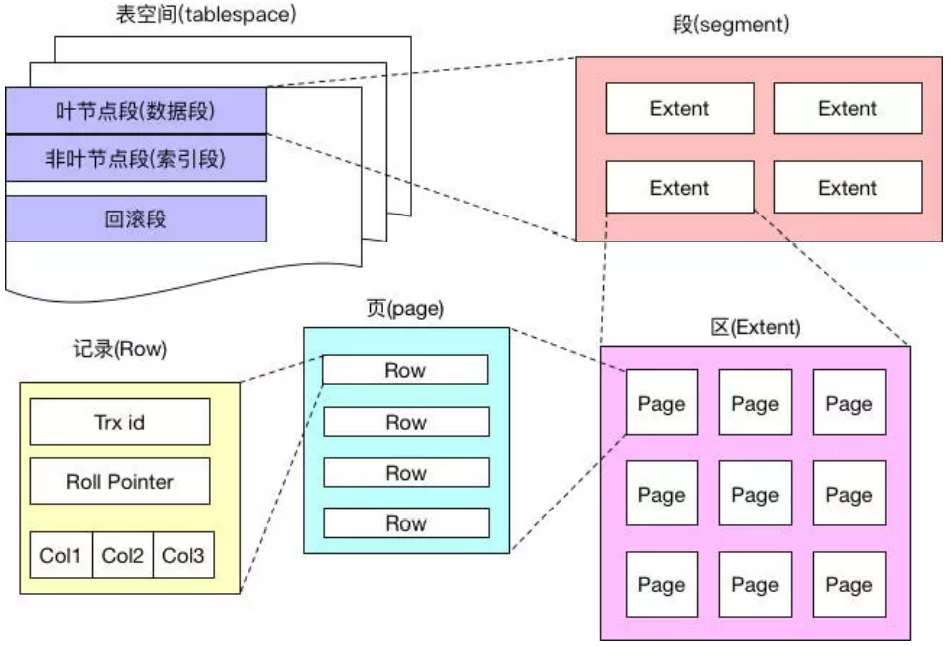 表空间(tablespace)
叶节点段(数据段)
非叶节点段(索引段)
回滚段
段(segment)
Extent
Extent
Extent
Extent
区(Extent)
Page
Page
Page
Page
Page
Page
Page
Page
Page
页(page)
Row
Row
Row
Row
记录(Row)
Trx id
Roll Pointer
Col1 Col2 Col3